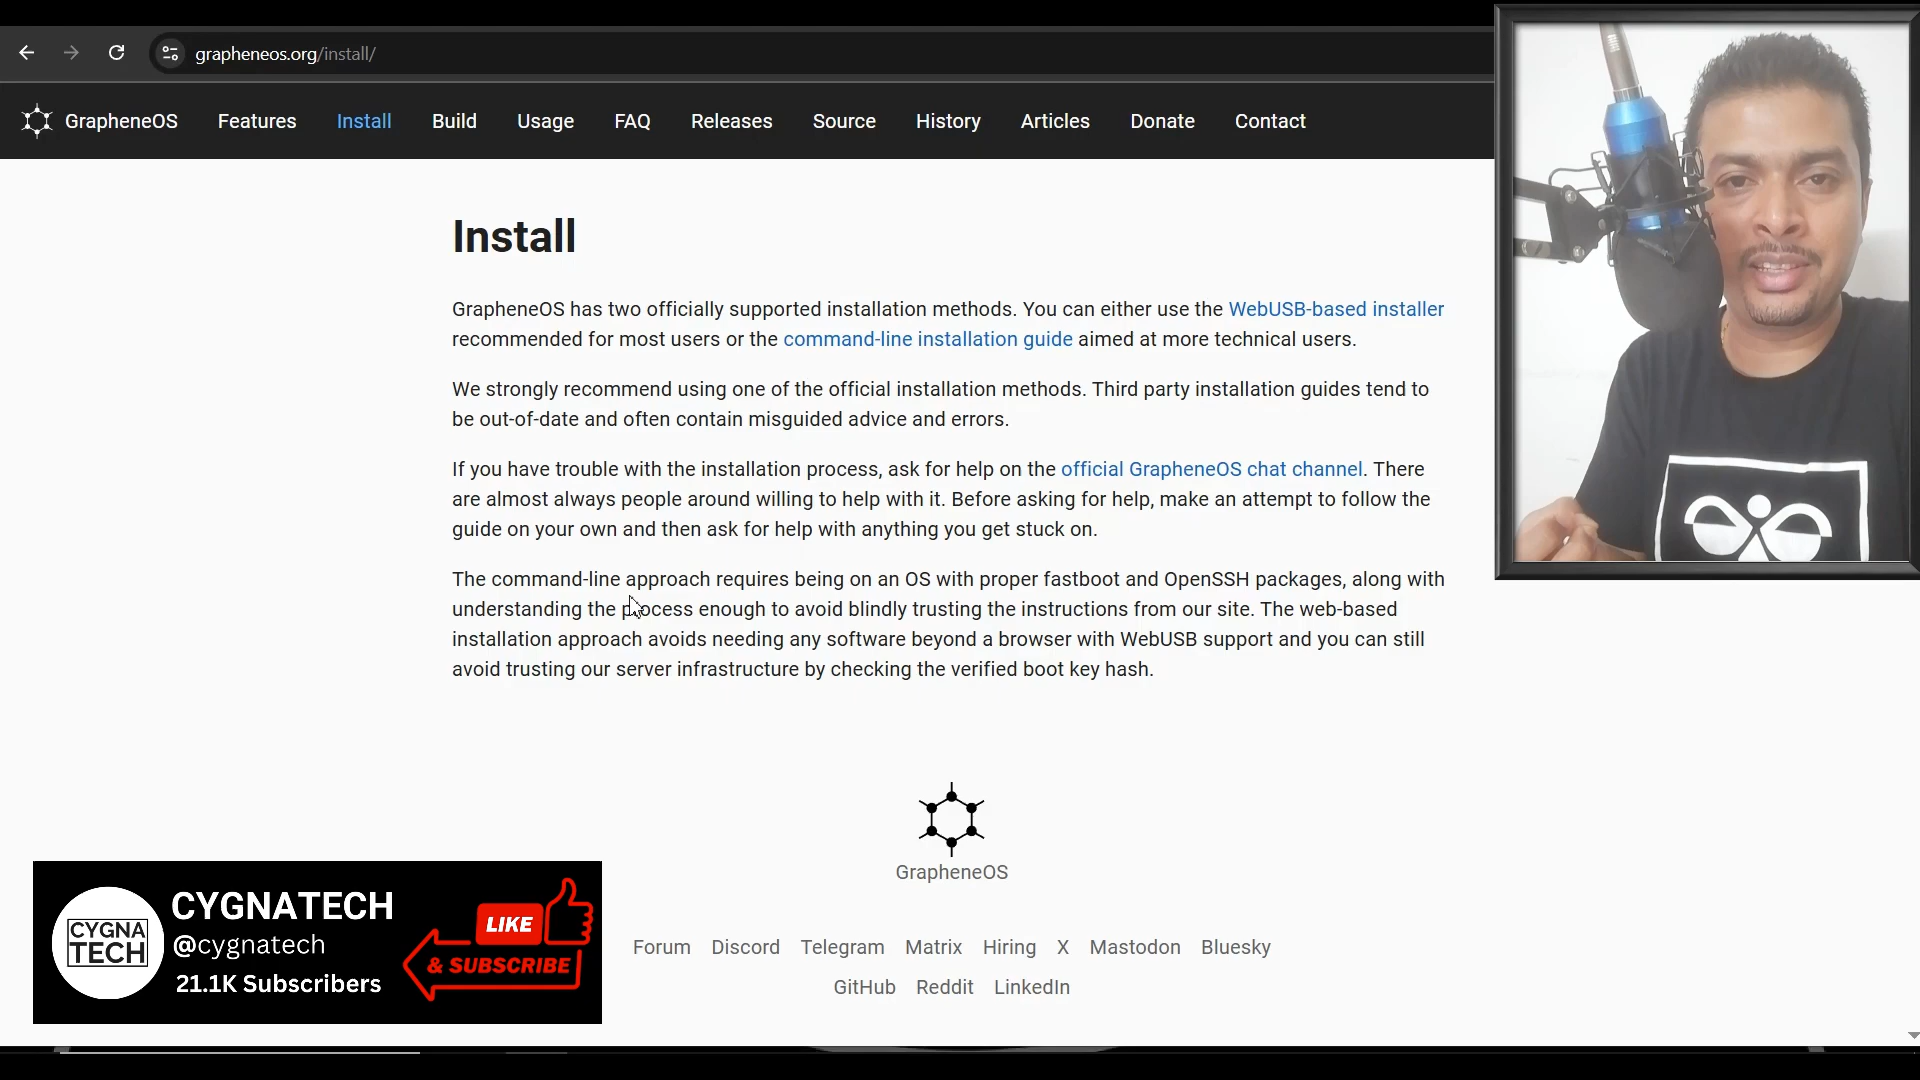 grapheneos.org/install/
GrapheneOS Features Install Build Usage FAQ Releases Source History Articles Donate Contact
Install
GrapheneOS has two officially supported installation methods. You can either use the WebUSB-based installer
recommended for most users or the command-line installation guide aimed at more technical users.
We strongly recommend using one of the official installation methods. Third party installation guides tend to
be out-of-date and often contain misguided advice and errors.
If you have trouble with the installation process, ask for help on the official GrapheneOS chat channel. There
are almost always people around willing to help with it. Before asking for help, make an attempt to follow the
guide on your own and then ask for help with anything you get stuck on.
The command-line approach requires being on an OS with proper fastboot and OpenSSH packages, along with
understanding the process enough to avoid blindly trusting the instructions from our site. The web-based
installation approach avoids needing any software beyond a browser with WebUSB support and you can still
avoid trusting our server infrastructure by checking the verified boot key hash.
GrapheneOS
CYGNA
TECH
CYGNATECH
@cygnatech
21.1K Subscribers
LIKE
& SUBSCRIBE
Forum Discord Telegram Matrix Hiring X Mastodon Bluesky
GitHub Reddit LinkedIn